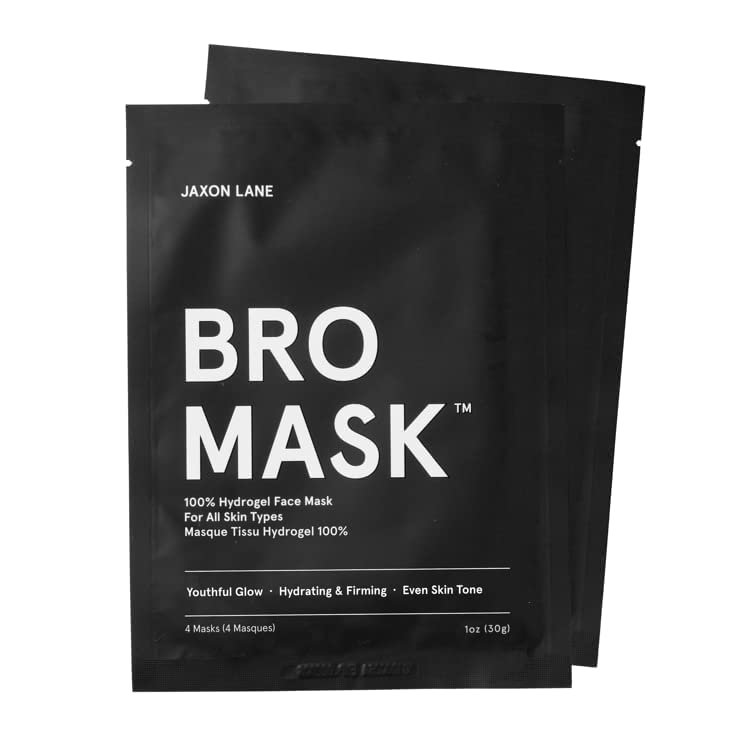 JAXON LANE
BRO
MASK™
100% Hydrogel Face Mask
For All Skin Types
Masque Tissu Hydrogel 100%
Youthful Glow · Hydrating & Firming · Even Skin Tone
4 Masks (4 Masques) 1oz (30g)